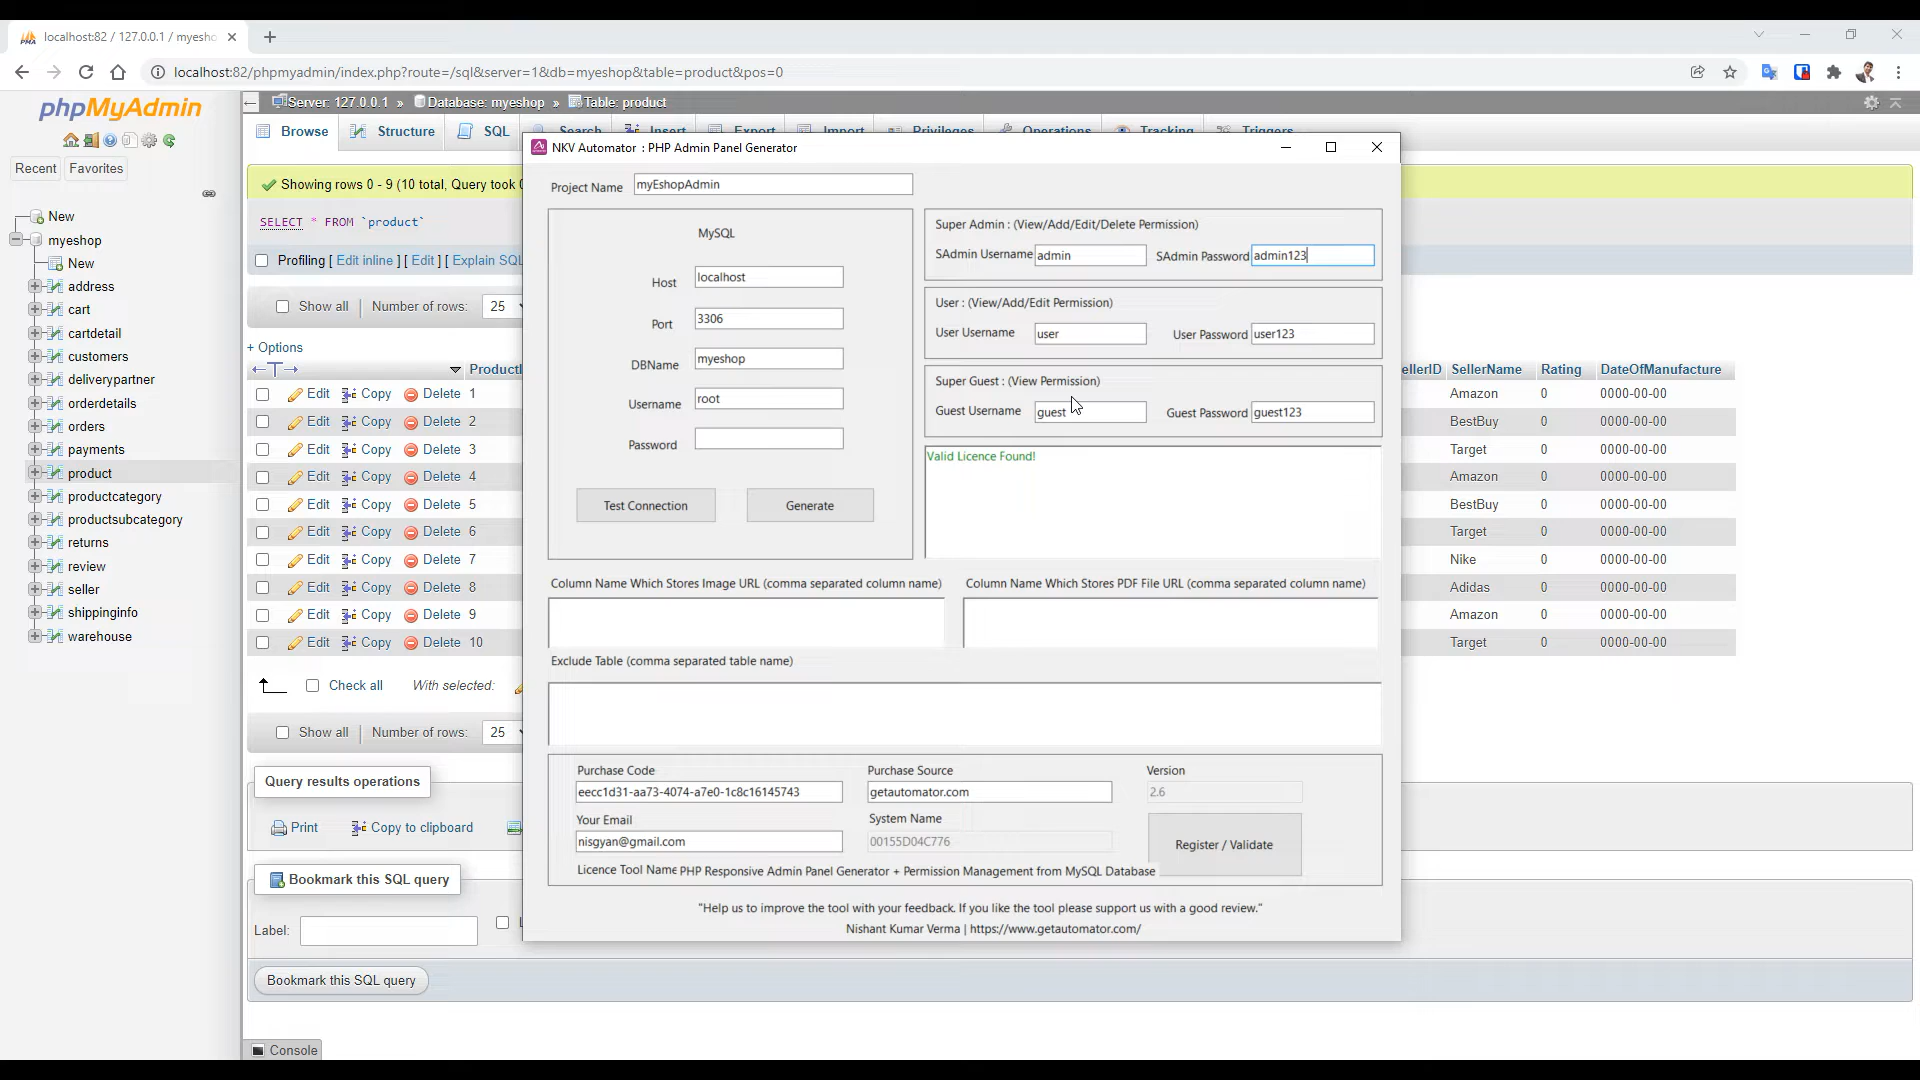 localhost:82 / 127.0.0.1 / myesho
localhost:82/phpmyadmin/index.php?route=/sql&server=1&db=myeshop&table=product&pos=0
phpMyAdmin
Recent Favorites
New
myeshop
New
address
cart
cartdetail
customers
deliverypartner
orderdetails
orders
payments
product
productcategory
productsubcategory
returns
review
seller
shippinginfo
warehouse
Server: 127.0.0.1 » Database: myeshop » Table: product
Browse Structure SQL Search Insert Export Import Privileges Operations Tracking Triggers
Showing rows 0 - 9 (10 total, Query took 0
SELECT * FROM `product`
Profiling [ Edit inline ] [ Edit ] [ Explain SQL
Show all Number of rows: 25
+ Options
←T→ ProductI ellerID SellerName Rating DateOfManufacture
Edit Copy Delete 1 Amazon 0 0000-00-00
Edit Copy Delete 2 BestBuy 0 0000-00-00
Edit Copy Delete 3 Target 0 0000-00-00
Edit Copy Delete 4 Amazon 0 0000-00-00
Edit Copy Delete 5 BestBuy 0 0000-00-00
Edit Copy Delete 6 Target 0 0000-00-00
Edit Copy Delete 7 Nike 0 0000-00-00
Edit Copy Delete 8 Adidas 0 0000-00-00
Edit Copy Delete 9 Amazon 0 0000-00-00
Edit Copy Delete 10 Target 0 0000-00-00
Check all With selected:
Show all Number of rows: 25
Query results operations
Print Copy to clipboard
Bookmark this SQL query
Label:
Bookmark this SQL query
Console
NKV Automator : PHP Admin Panel Generator
Project Name myEshopAdmin
MySQL
Host localhost
Port 3306
DBName myeshop
Username root
Password
Test Connection Generate
Super Admin : (View/Add/Edit/Delete Permission)
SAdmin Username admin SAdmin Password admin123
User : (View/Add/Edit Permission)
User Username user User Password user123
Super Guest : (View Permission)
Guest Username guest Guest Password guest123
Valid Licence Found!
Column Name Which Stores Image URL (comma separated column name)
Column Name Which Stores PDF File URL (comma separated column name)
Exclude Table (comma separated table name)
Purchase Code Purchase Source Version
eecc1d31-aa73-4074-a7e0-1c8c16145743 getautomator.com 2.6
Your Email System Name
nisgyan@gmail.com 00155D04C776 Register / Validate
Licence Tool Name PHP Responsive Admin Panel Generator + Permission Management from MySQL Database
"Help us to improve the tool with your feedback. If you like the tool please support us with a good review."
Nishant Kumar Verma | https://www.getautomator.com/